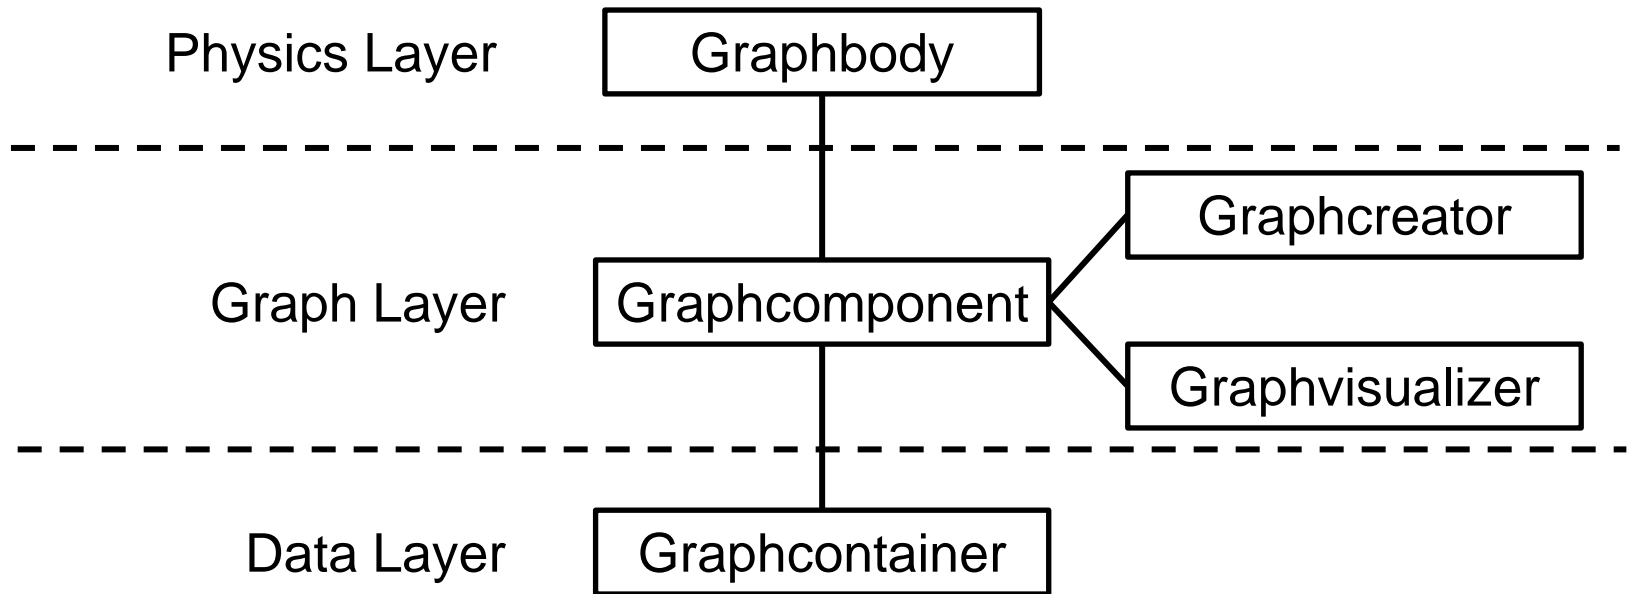 Physics Layer
Graphbody
Graphcreator
Graph Layer
Graphcomponent
Graphvisualizer
Data Layer
Graphcontainer